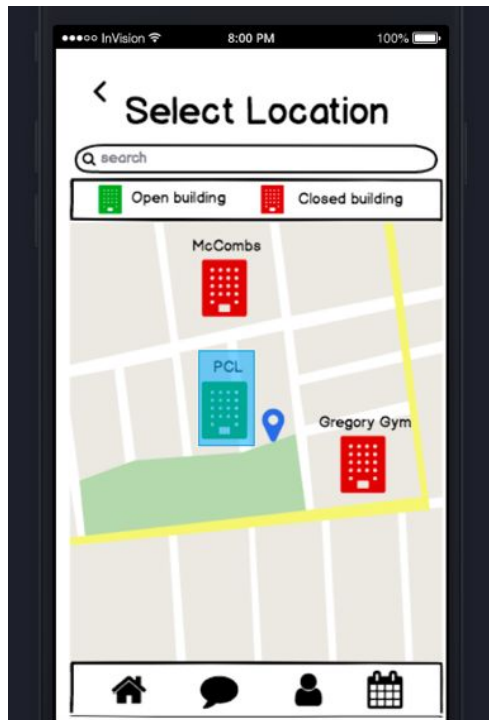 InVision 8:00 PM 100%
Select Location
search
Open building Closed building
McCombs
PCL
Gregory Gym